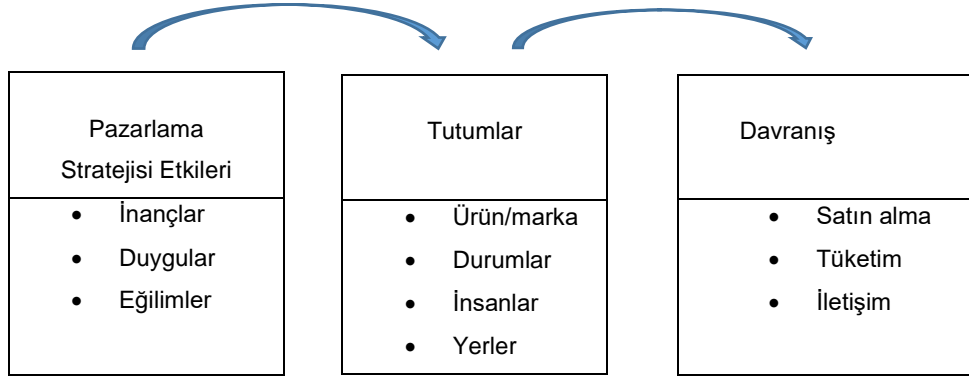 Pazarlama
Stratejisi Etkileri
• İnançlar
• Duygular
• Eğilimler
Tutumlar
• Ürün/marka
• Durumlar
• İnsanlar
• Yerler
Davranış
• Satın alma
• Tüketim
• İletişim